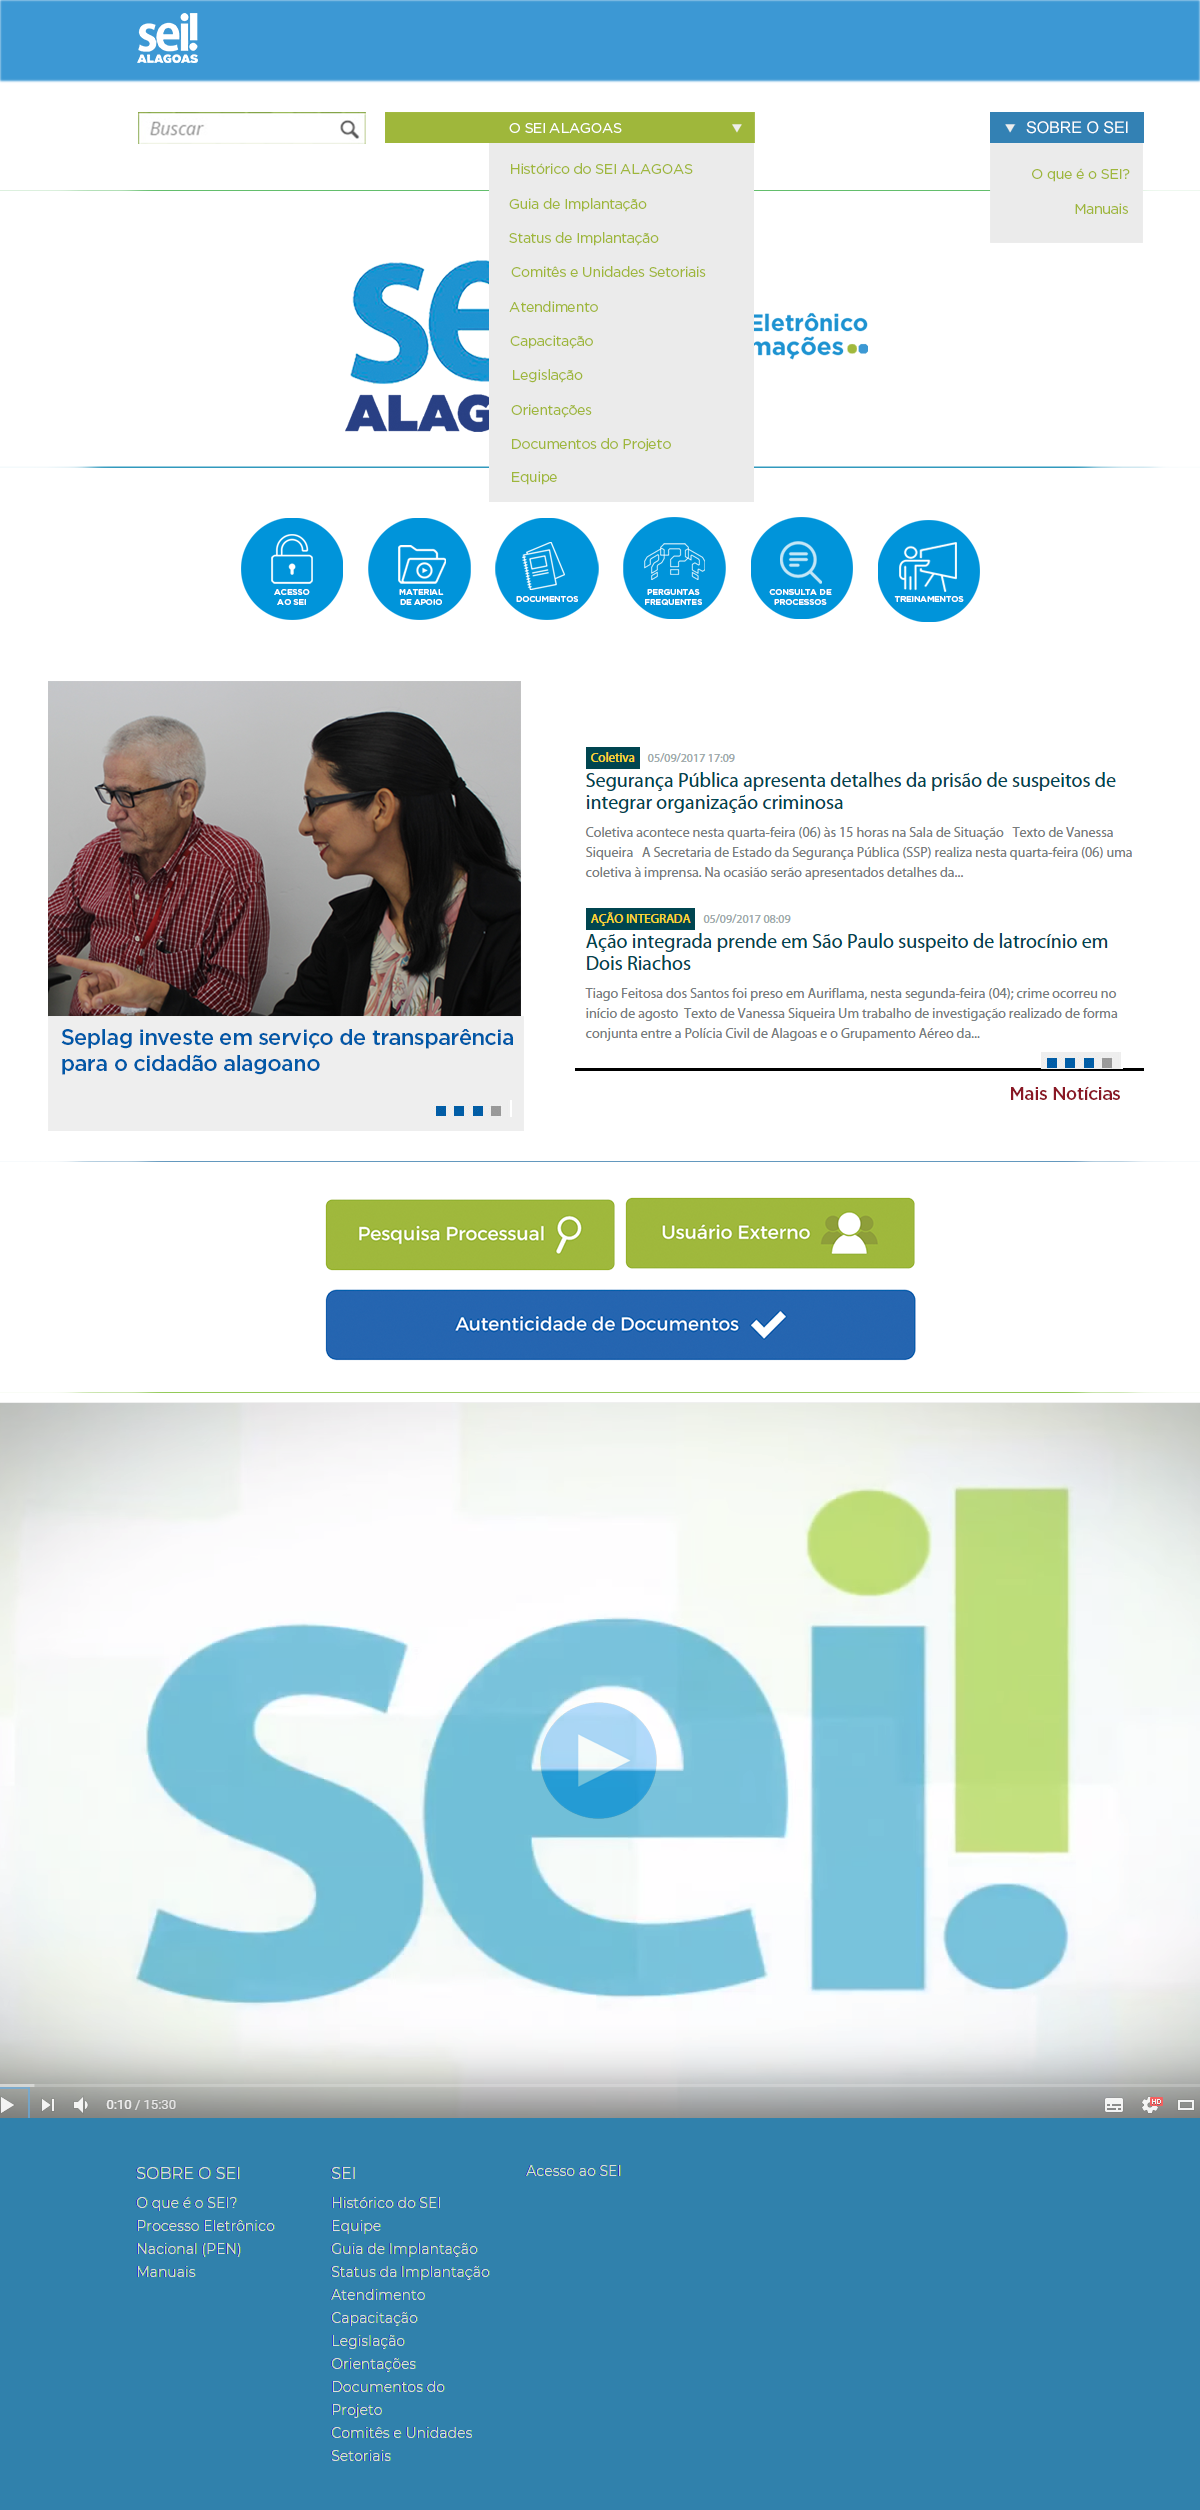 sei!
ALAGOAS
Buscar
O SEI ALAGOAS
SOBRE O SEI
Histórico do SEI ALAGOAS
Guia de Implantação
Status de Implantação
Comitês e Unidades Setoriais
Atendimento
Capacitação
Legislação
Orientações
Documentos do Projeto
Equipe
O que é o SEI?
Manuais
se
ALAG
Eletrônico
mações
ACESSO
AO SEI
MATERIAL
DE APOIO
DOCUMENTOS
PERGUNTAS
FREQUENTES
CONSULTA DE
PROCESSOS
TREINAMENTOS
Seplag investe em serviço de transparência
para o cidadão alagoano
Coletiva 05/09/2017 17:09
Segurança Pública apresenta detalhes da prisão de suspeitos de
integrar organização criminosa
Coletiva acontece nesta quarta-feira (06) às 15 horas na Sala de Situação Texto de Vanessa
Siqueira A Secretaria de Estado da Segurança Pública (SSP) realiza nesta quarta-feira (06) uma
coletiva à imprensa. Na ocasião serão apresentados detalhes da...
AÇÃO INTEGRADA 05/09/2017 08:09
Ação integrada prende em São Paulo suspeito de latrocínio em
Dois Riachos
Tiago Feitosa dos Santos foi preso em Auriflama, nesta segunda-feira (04); crime ocorreu no
início de agosto Texto de Vanessa Siqueira Um trabalho de investigação realizado de forma
conjunta entre a Polícia Civil de Alagoas e o Grupamento Aéreo da...
Mais Notícias
Pesquisa Processual
Usuário Externo
Autenticidade de Documentos
sei!
0:10 / 15:30
HD
SOBRE O SEI
O que é o SEI?
Processo Eletrônico
Nacional (PEN)
Manuais
SEI
Histórico do SEI
Equipe
Guia de Implantação
Status da Implantação
Atendimento
Capacitação
Legislação
Orientações
Documentos do
Projeto
Comitês e Unidades
Setoriais
Acesso ao SEI